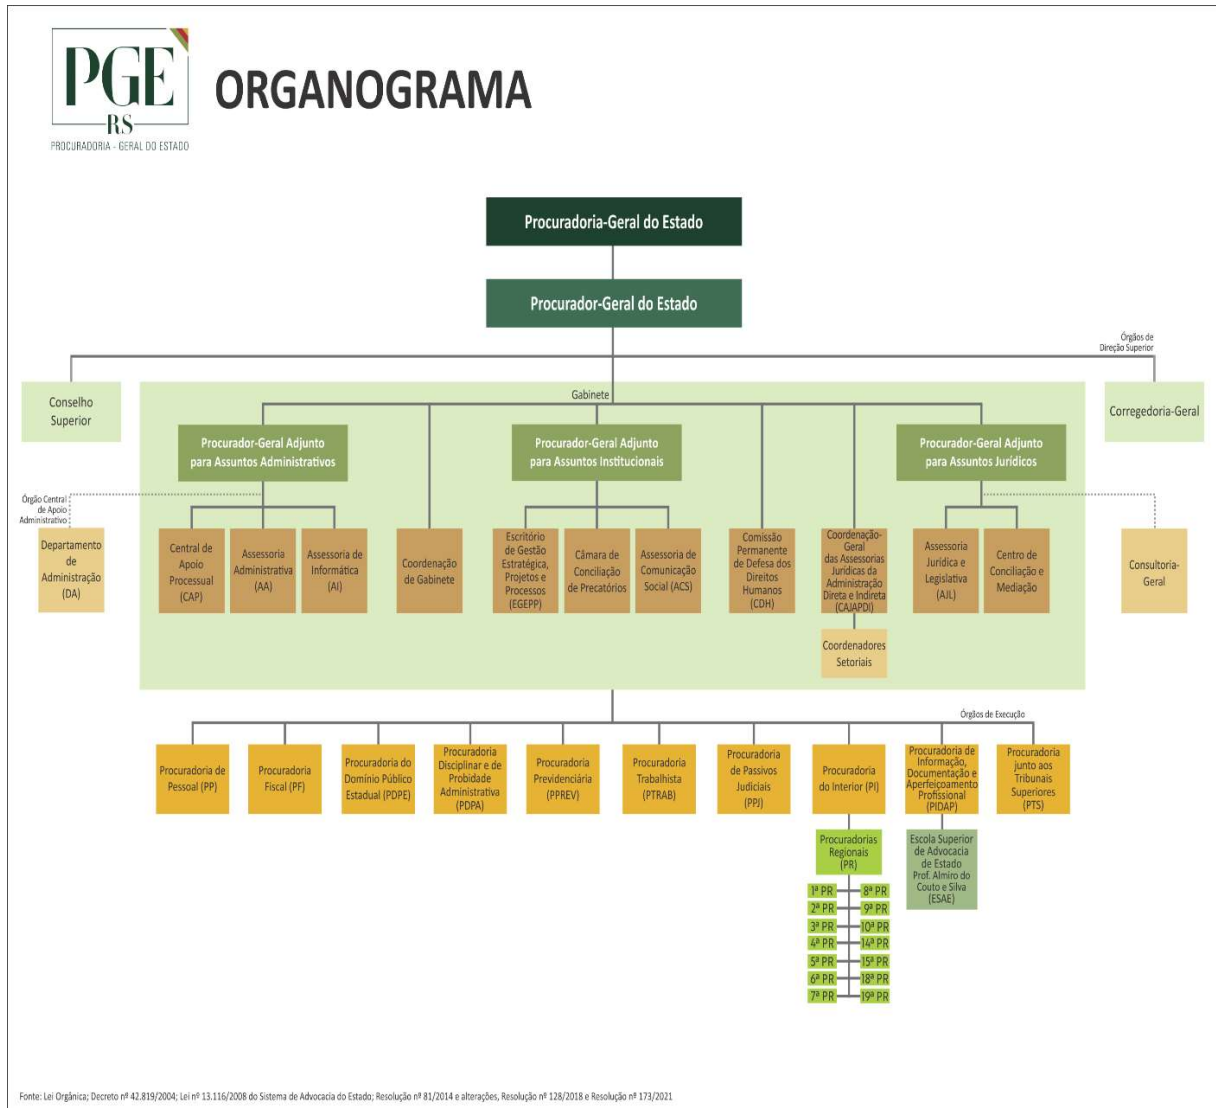 PGE
RS
PROCURADORIA - GERAL DO ESTADO
ORGANOGRAMA
Procuradoria-Geral do Estado
Procurador-Geral do Estado
Órgãos de
Direção Superior
Conselho
Superior
Gabinete
Corregedoria-Geral
Procurador-Geral Adjunto
para Assuntos Administrativos
Procurador-Geral Adjunto
para Assuntos Institucionais
Procurador-Geral Adjunto
para Assuntos Jurídicos
Órgão Central
de Apoio
Administrativo
Departamento
de
Administração
(DA)
Central de
Apoio
Processual
(CAP)
Assessoria
Administrativa
(AA)
Assessoria de
Informática
(AI)
Coordenação
de Gabinete
Escritório
de Gestão
Estratégica,
Projetos e
Processos
(EGEPP)
Câmara de
Conciliação
de Precatórios
Assessoria de
Comunicação
Social (ACS)
Comissão
Permanente
de Defesa dos
Direitos
Humanos
(CDH)
Coordenação-
Geral
das Assessorias
Jurídicas da
Administração
Direta e Indireta
(CAJAPDI)
Coordenadores
Setoriais
Assessoria
Jurídica e
Legislativa
(AJL)
Centro de
Conciliação e
Mediação
Consultoria-
Geral
Órgãos de Execução
Procuradoria de
Pessoal (PP)
Procuradoria
Fiscal (PF)
Procuradoria do
Domínio Público
Estadual (PDPE)
Procuradoria
Disciplinar e de
Probidade
Administrativa
(PDPA)
Procuradoria
Previdenciária
(PPREV)
Procuradoria
Trabalhista
(PTRAB)
Procuradoria
de Passivos
Judiciais
(PPJ)
Procuradoria
do Interior (PI)
Procuradoria de
Informação,
Documentação e
Aperfeiçoamento
Profissional
(PIDAP)
Procuradoria
junto aos
Tribunais
Superiores
(PTS)
Procuradorias
Regionais
(PR)
Escola Superior
de Advocacia
de Estado
Prof. Almiro do
Couto e Silva
(ESAE)
1ª PR 8ª PR
2ª PR 9ª PR
3ª PR 10ª PR
4ª PR 14ª PR
5ª PR 15ª PR
6ª PR 18ª PR
7ª PR 19ª PR
Fonte: Lei Orgânica; Decreto nº 42.819/2004; Lei nº 13.116/2008 do Sistema de Advocacia do Estado; Resolução nº 81/2014 e alterações, Resolução nº 128/2018 e Resolução nº 173/2021